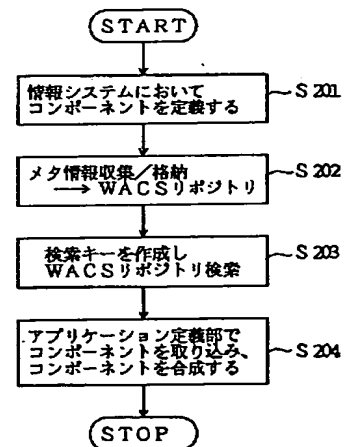 START
情報システムにおいて
コンポーネントを定義する
S201
メタ情報収集/格納
→ WACSリポジトリ
S202
検索キーを作成し
WACSリポジトリ検索
S203
アプリケーション定義部で
コンポーネントを取り込み、
コンポーネントを合成する
S204
STOP